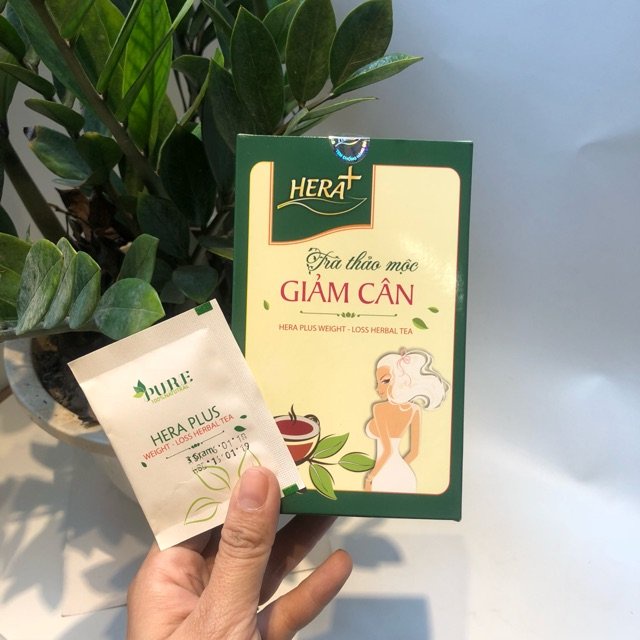 HERA+
Trà thảo mộc
GIẢM CÂN
HERA PLUS WEIGHT - LOSS HERBAL TEA
PURE
HERA PLUS
WEIGHT - LOSS HERBAL TEA